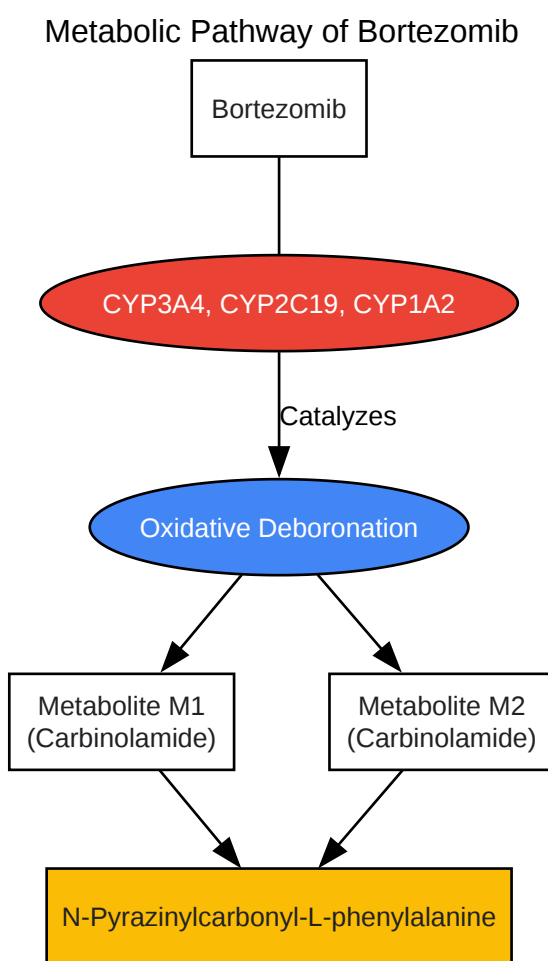 Metabolic Pathway of Bortezomib
Bortezomib
CYP3A4, CYP2C19, CYP1A2
Catalyzes
Oxidative Deboronation
Metabolite M1
(Carbinolamide)
Metabolite M2
(Carbinolamide)
N-Pyrazinylcarbonyl-L-phenylalanine